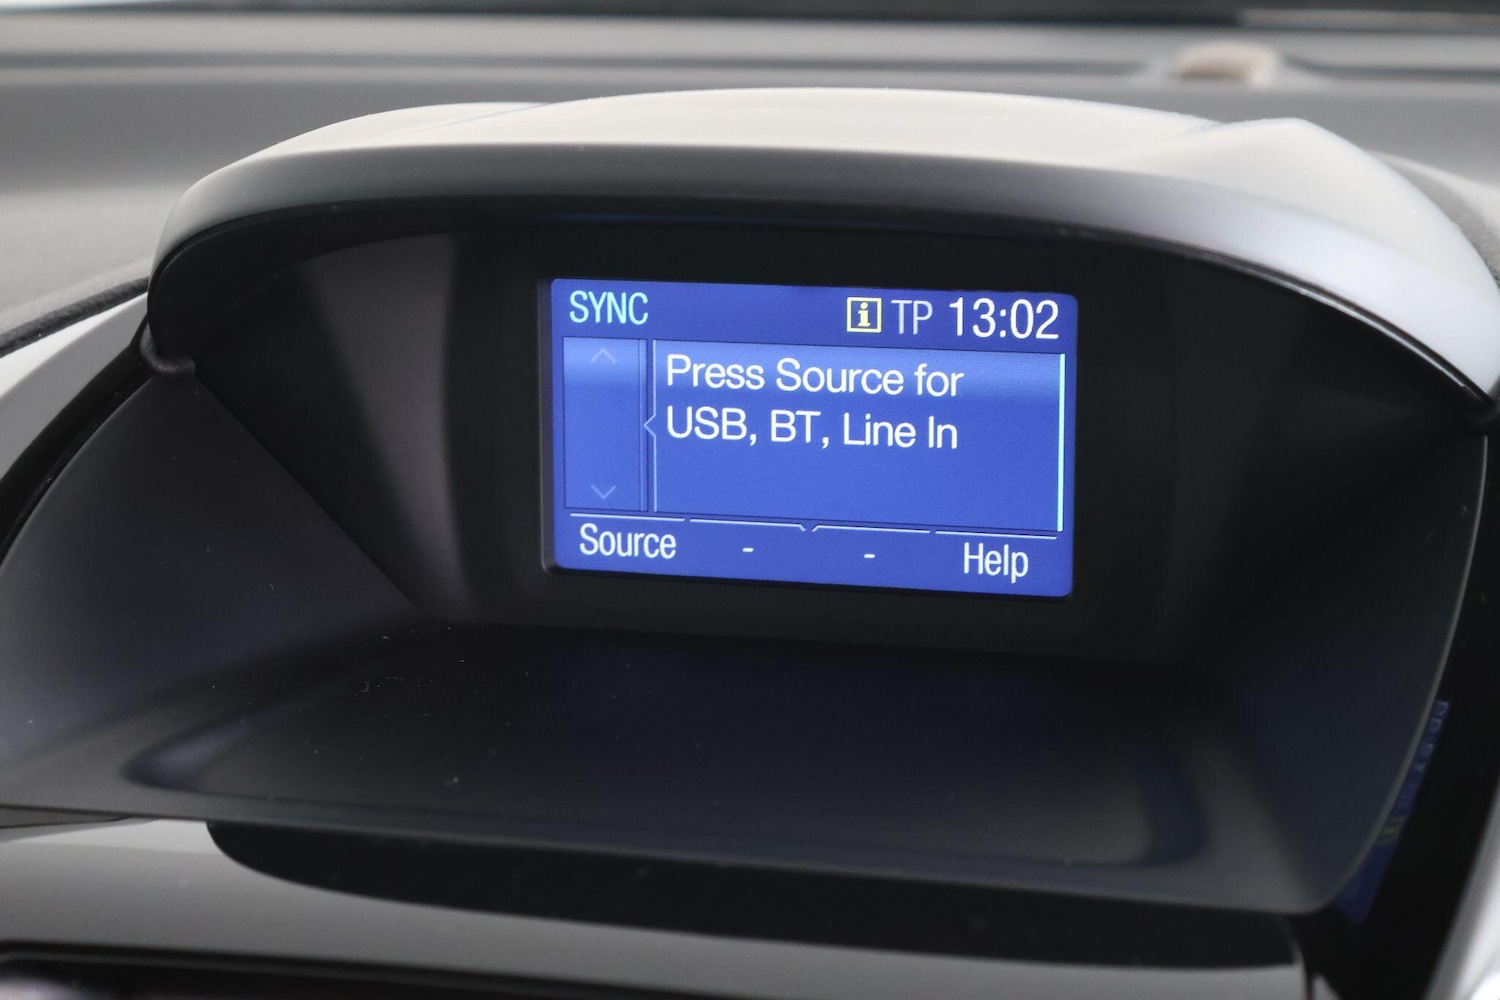 SYNC i TP 13:02
Press Source for
USB, BT, Line In
Source - - Help